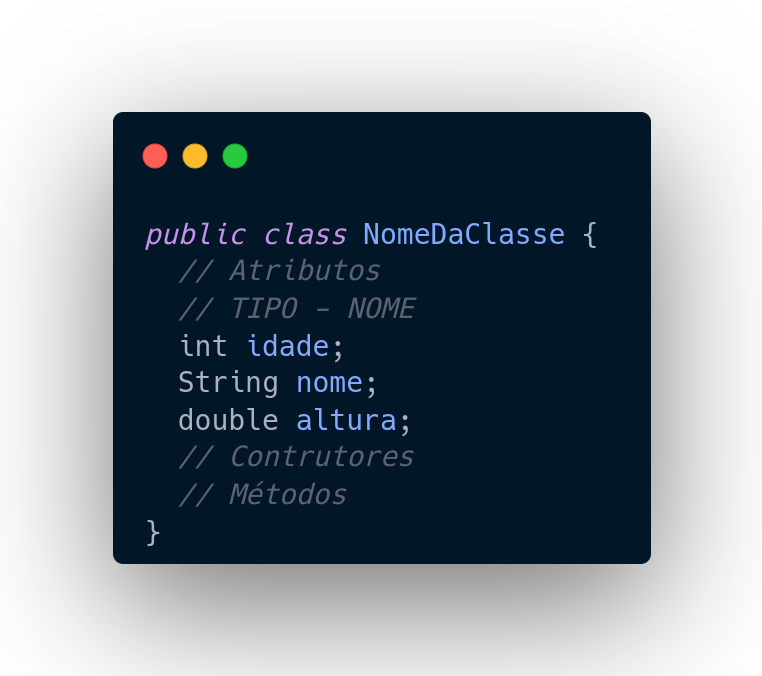 public class NomeDaClasse {
// Atributos
// TIPO - NOME
int idade;
String nome;
double altura;
// Contrutores
// Métodos
}